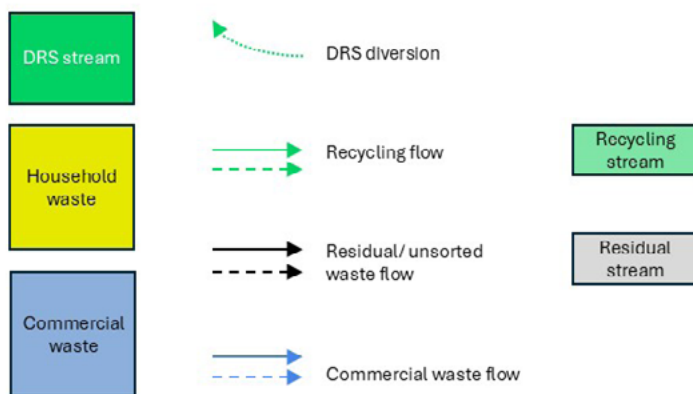 DRS stream
DRS diversion
Household
waste
Recycling flow
Recycling
stream
Residual/ unsorted
waste flow
Residual
stream
Commercial
waste
Commercial waste flow